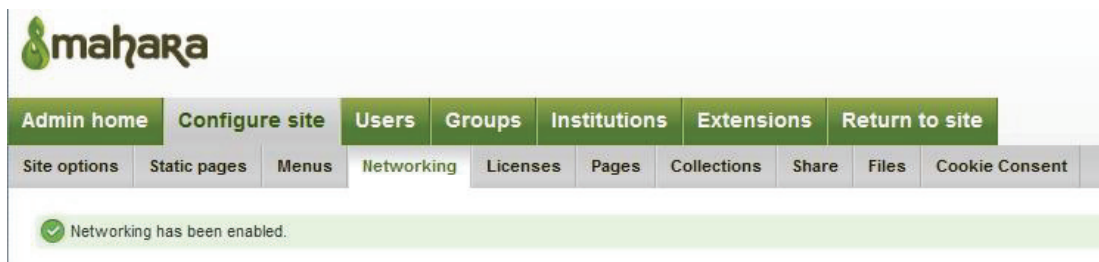 mahara
Admin home Configure site Users Groups Institutions Extensions Return to site
Site options Static pages Menus Networking Licenses Pages Collections Share Files Cookie Consent
Networking has been enabled.